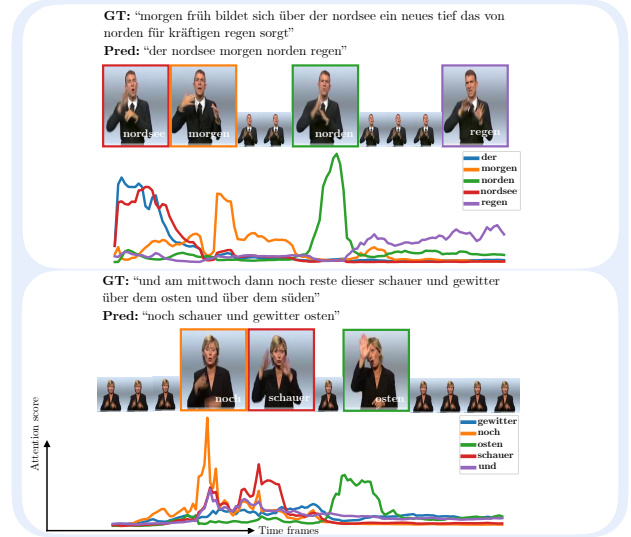 GT: “morgen früh bildet sich über der nordsee ein neues tief das von
norden für kräftigen regen sorgt”
Pred: “der nordsee morgen norden regen”
nordsee morgen norden regen
der
morgen
norden
nordsee
regen
GT: “und am mittwoch dann noch reste dieser schauer und gewitter
über dem osten und über dem süden”
Pred: “noch schauer und gewitter osten”
noch schauer osten
gewitter
noch
osten
schauer
und
Attention score
Time frames